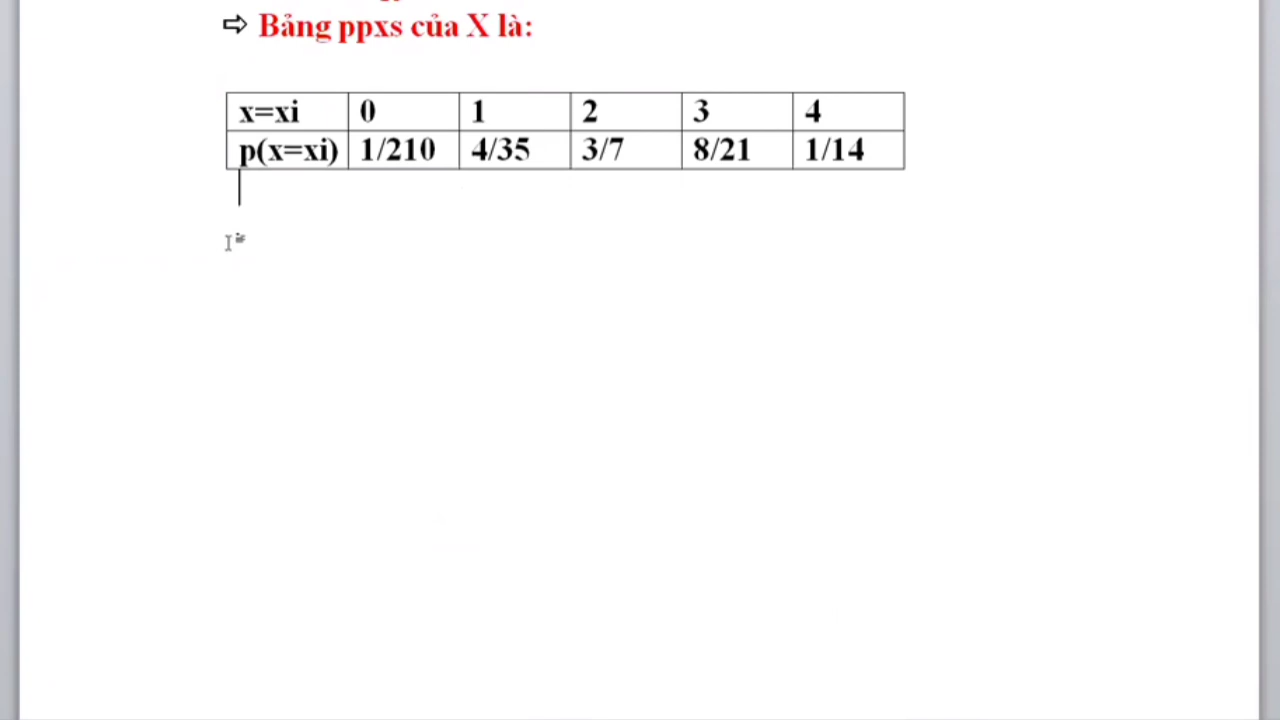 ⇨ Bảng ppxs của X là:
x=xi 0 1 2 3 4
p(x=xi) 1/210 4/35 3/7 8/21 1/14